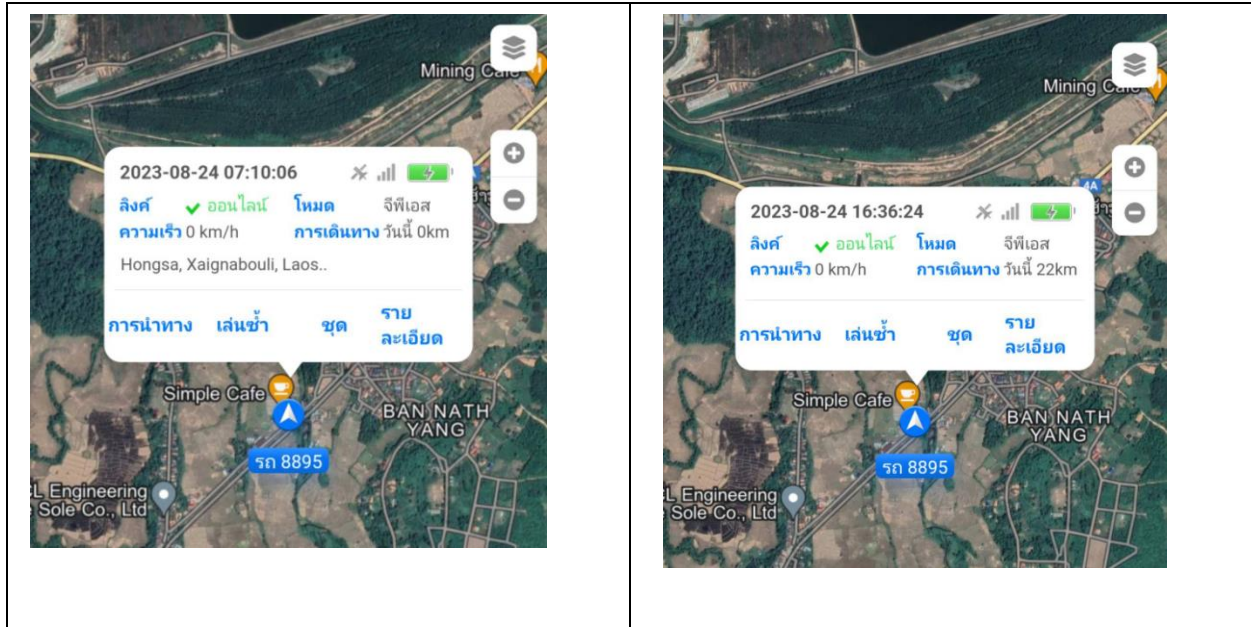 Mining
2023-08-24 07:10:06
ลิงค์ ออนไลน์ โหมด จีพีเอส
ความเร็ว 0 km/h การเดินทาง วันนี้ 0km
Hongsa, Xaignabouli, Laos..
การนำทาง เล่นซ้ำ ชุด ราย
ละเอียด
Simple Cafe
BAN NATH
YANG
รถ 8895
Engineering
Sole Co., Ltd
Mining
4A
2023-08-24 16:36:24
ลิงค์ ออนไลน์ โหมด จีพีเอส
ความเร็ว 0 km/h การเดินทาง วันนี้ 22km
การนำทาง เล่นซ้ำ ชุด ราย
ละเอียด
Simple Cafe
BAN NATH
YANG
รถ 8895
Engineering
Sole Co., Ltd